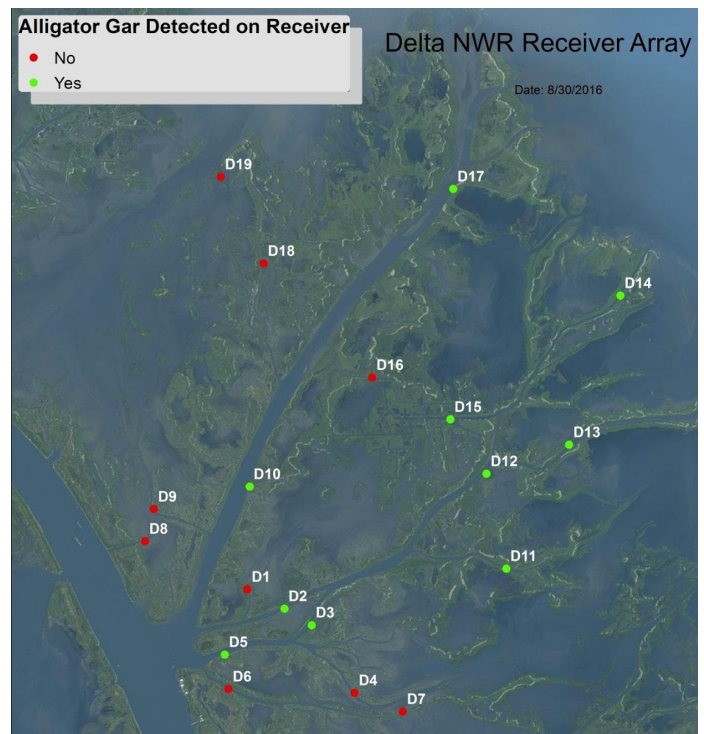 Alligator Gar Detected on Receiver
No
Yes
Delta NWR Receiver Array
Date: 8/30/2016
D19
D17
D18
D14
D16
D15
D13
D12
D10
D9
D8
D11
D1
D2
D3
D5
D6
D4
D7